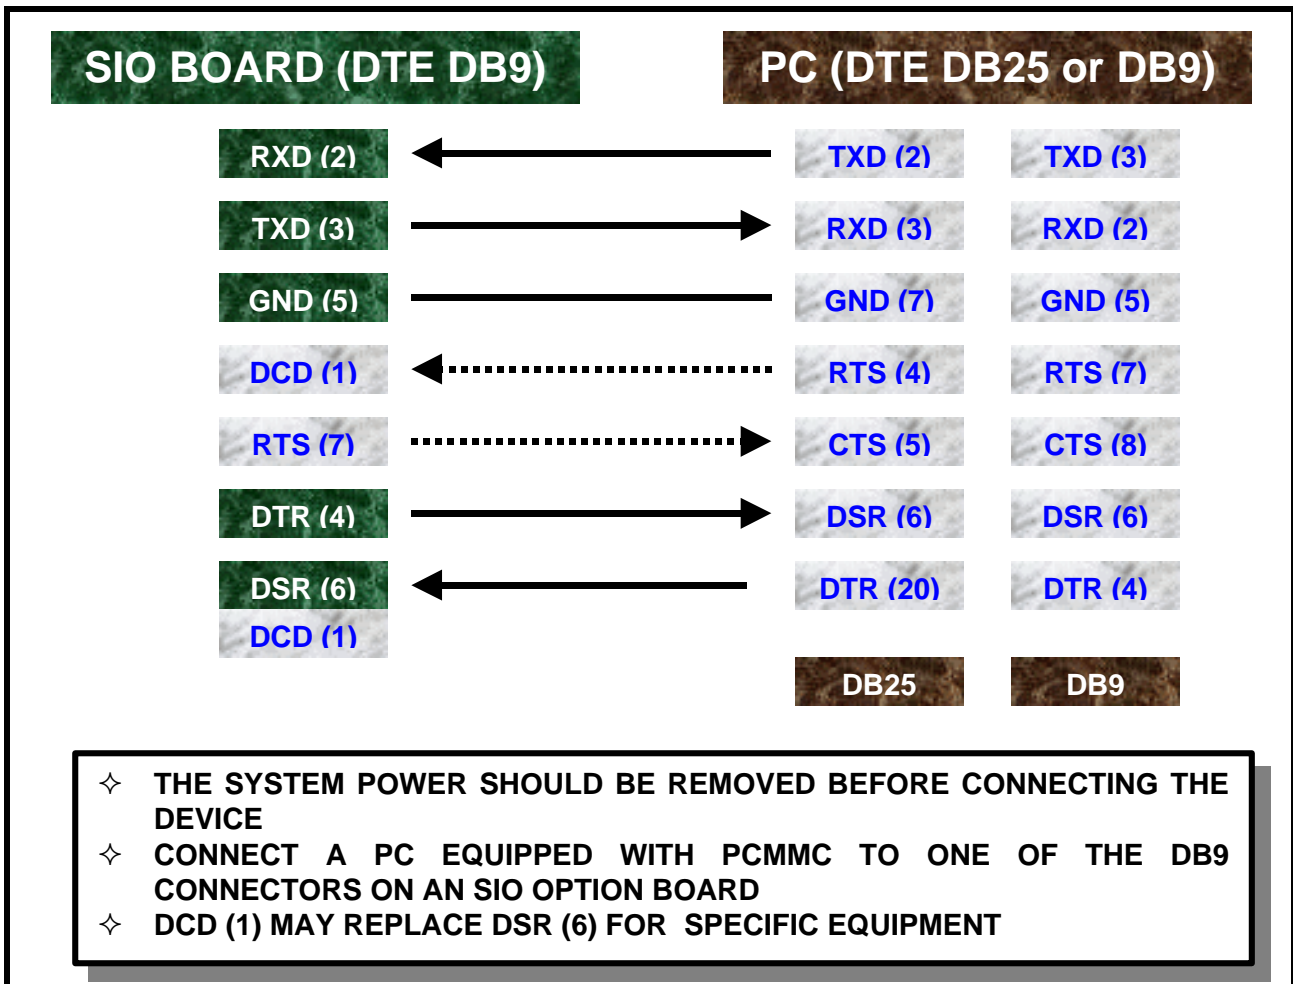 SIO BOARD (DTE DB9) PC (DTE DB25 or DB9)
RXD (2) TXD (2) TXD (3)
TXD (3) RXD (3) RXD (2)
GND (5) GND (7) GND (5)
DCD (1) RTS (4) RTS (7)
RTS (7) CTS (5) CTS (8)
DTR (4) DSR (6) DSR (6)
DSR (6) DTR (20) DTR (4)
DCD (1)
DB25 DB9
✧ THE SYSTEM POWER SHOULD BE REMOVED BEFORE CONNECTING THE
DEVICE
✧ CONNECT A PC EQUIPPED WITH PCMMC TO ONE OF THE DB9
CONNECTORS ON AN SIO OPTION BOARD
✧ DCD (1) MAY REPLACE DSR (6) FOR SPECIFIC EQUIPMENT